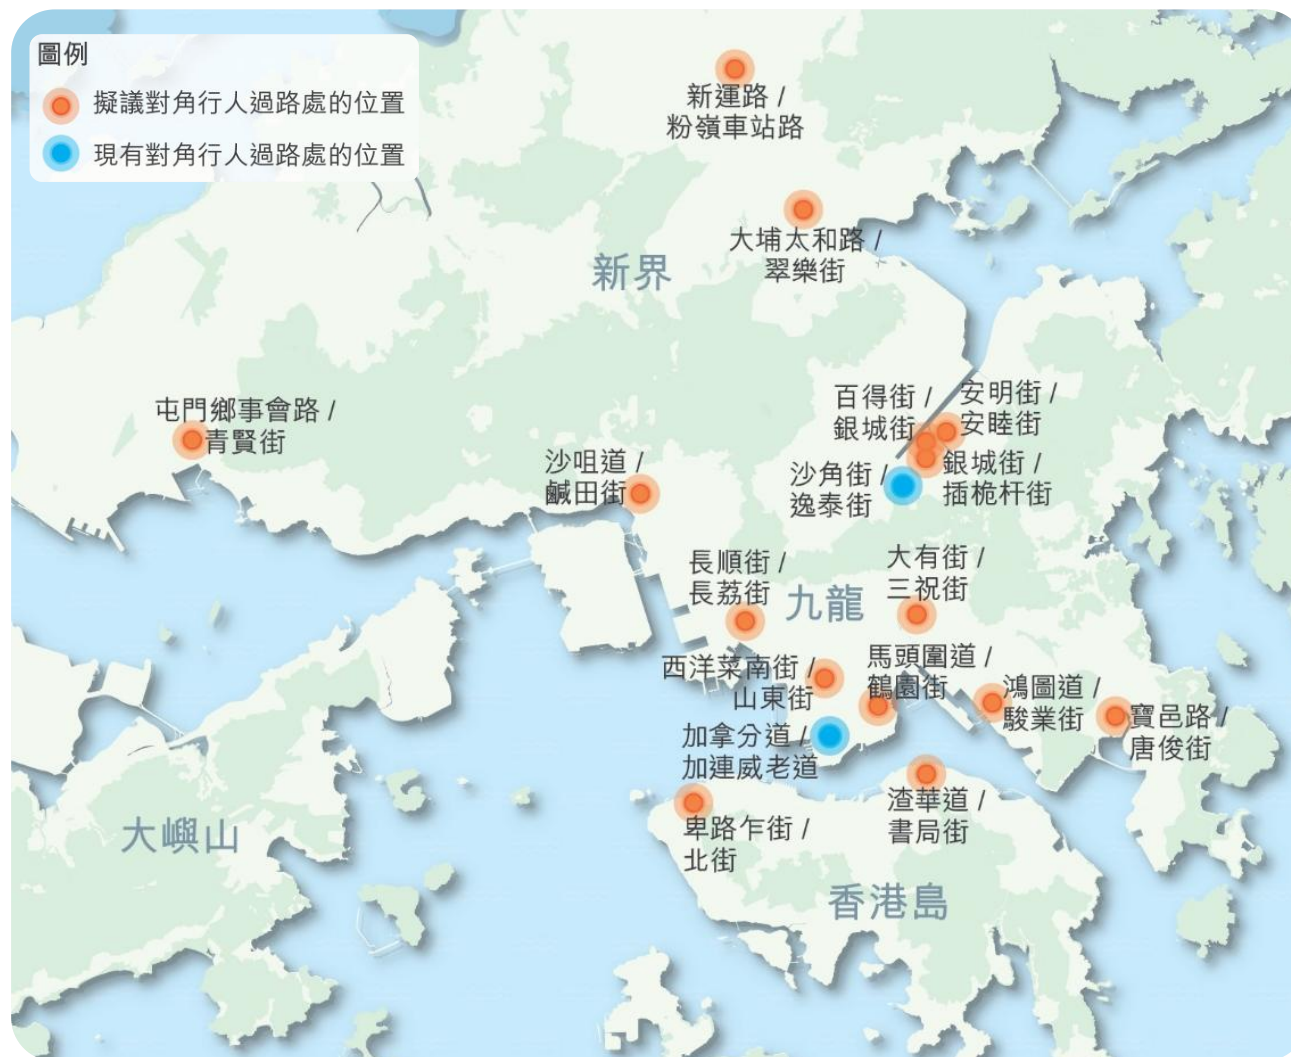 圖例
擬議對角行人過路處的位置
現有對角行人過路處的位置
新運路 /
粉嶺車站路
大埔太和路 /
翠樂街
新界
屯門鄉事會路 /
青賢街
沙咀道 /
鹹田街
百得街 /
銀城街
安明街 /
安睦街
沙角街 /
逸泰街
銀城街 /
插桅杆街
長順街 /
長荔街
九龍
大有街 /
三祝街
西洋菜南街 /
山東街
馬頭圍道 /
鶴園街
鴻圖道 /
駿業街
寶邑路 /
唐俊街
加拿分道 /
加連威老道
卑路乍街 /
北街
渣華道 /
書局街
大嶼山
香港島